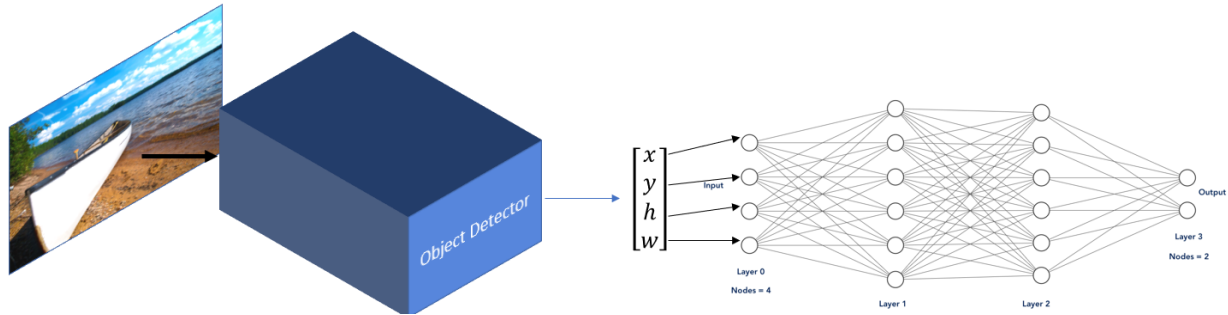 Object Detector
x
y
h
w
Input
Layer 0
Nodes = 4
Layer 1
Layer 2
Output
Layer 3
Nodes = 2